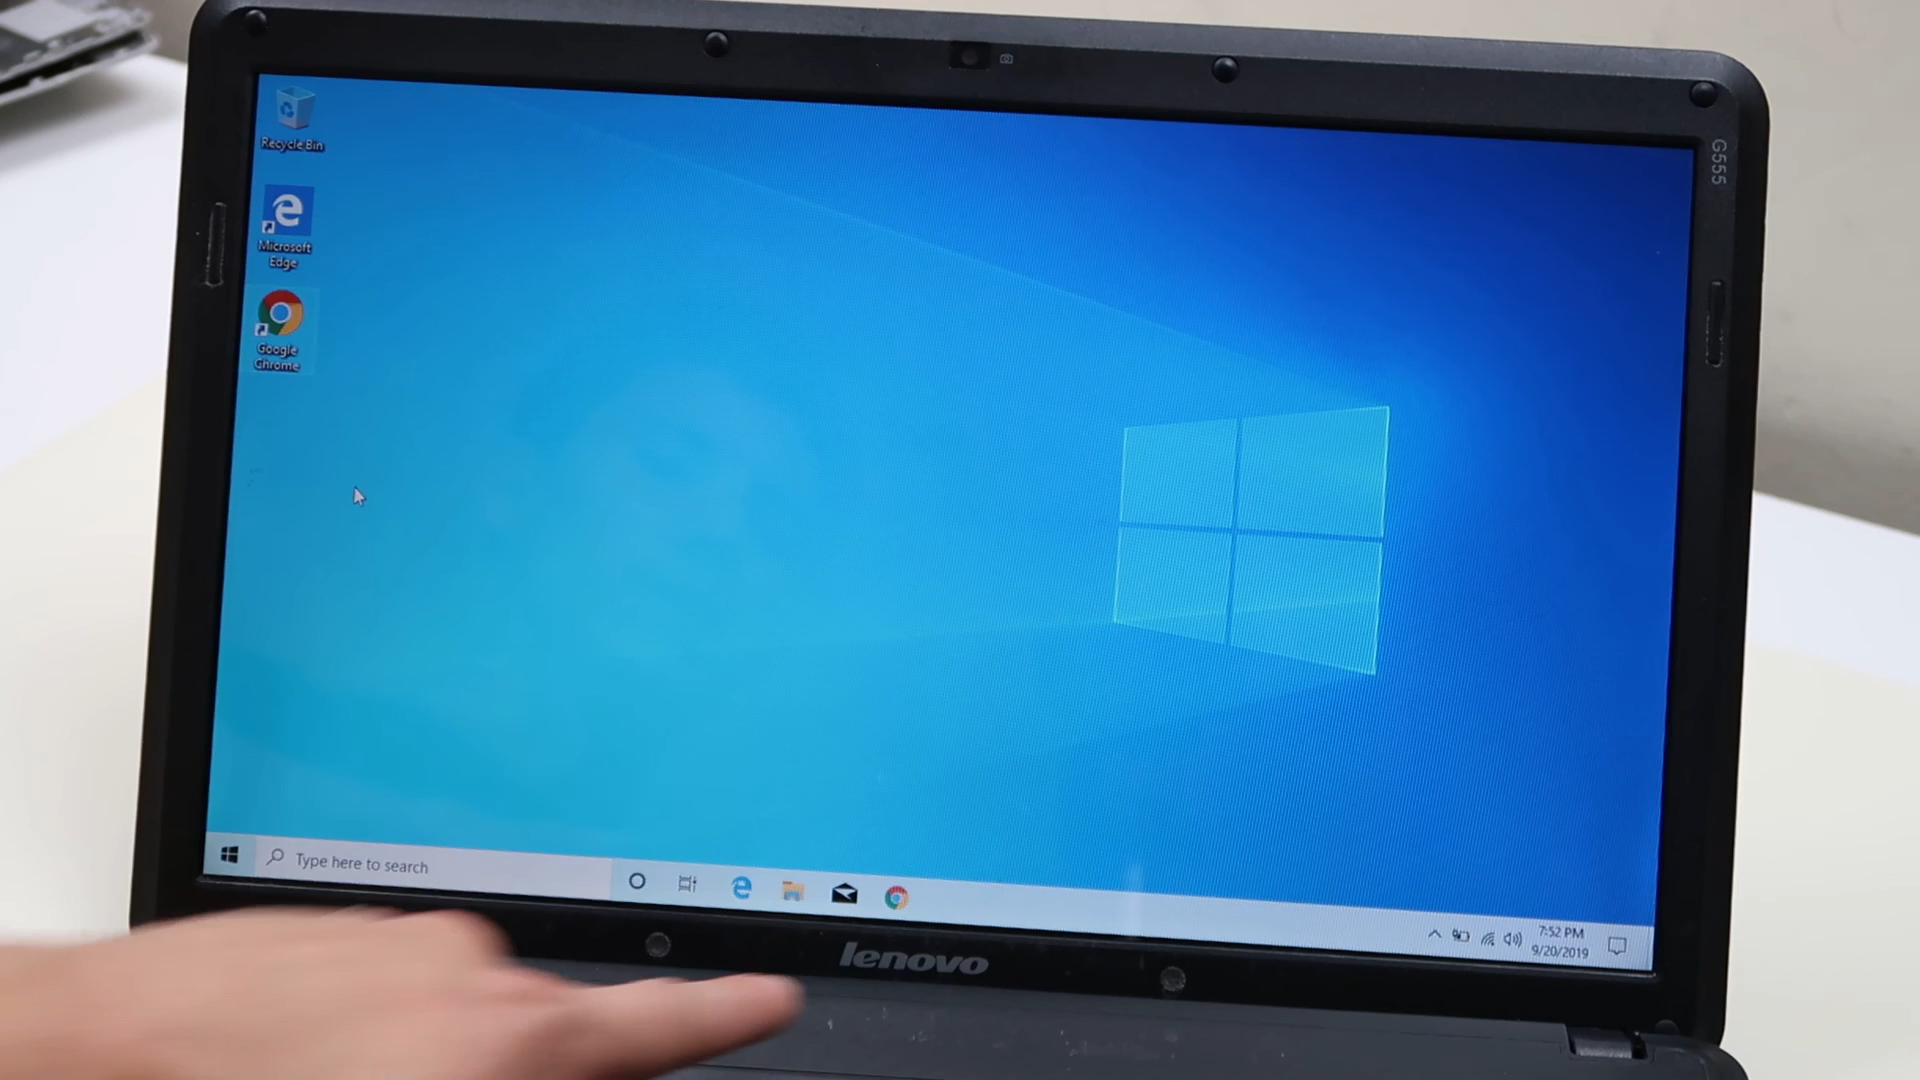 G555
Recycle Bin
Microsoft
Edge
Google
Chrome
Type here to search
7:52 PM
9/20/2019
lenovo